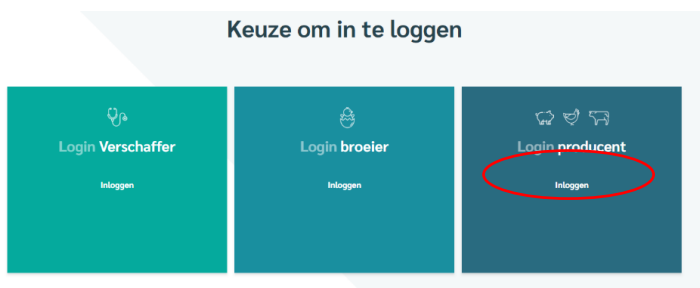 Keuze om in te loggen
Login Verschaffer
Inloggen
Login broeier
Inloggen
Login producent
Inloggen